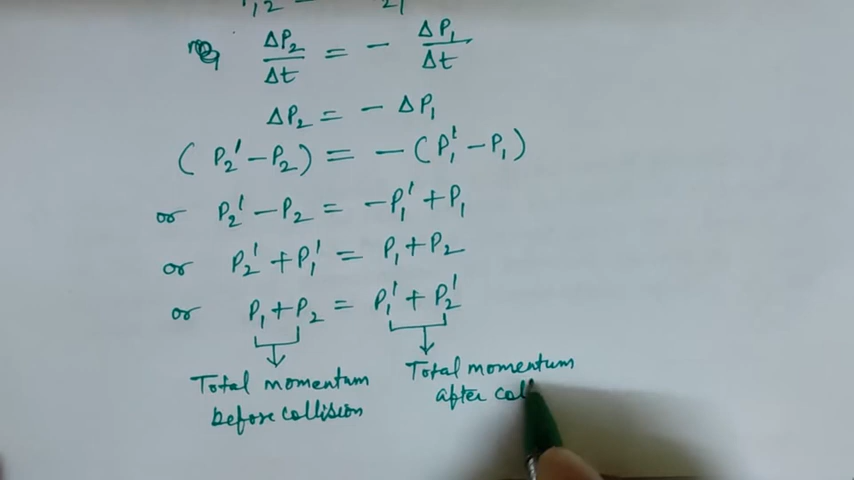 ΔP₂/Δt = - ΔP₁/Δt
ΔP₂ = - ΔP₁
(P₂' - P₂) = - (P₁' - P₁)
or P₂' - P₂ = -P₁' + P₁
or P₂' + P₁' = P₁ + P₂
or P₁ + P₂ = P₁' + P₂'
Total momentum
before collision
Total momentum
after coll